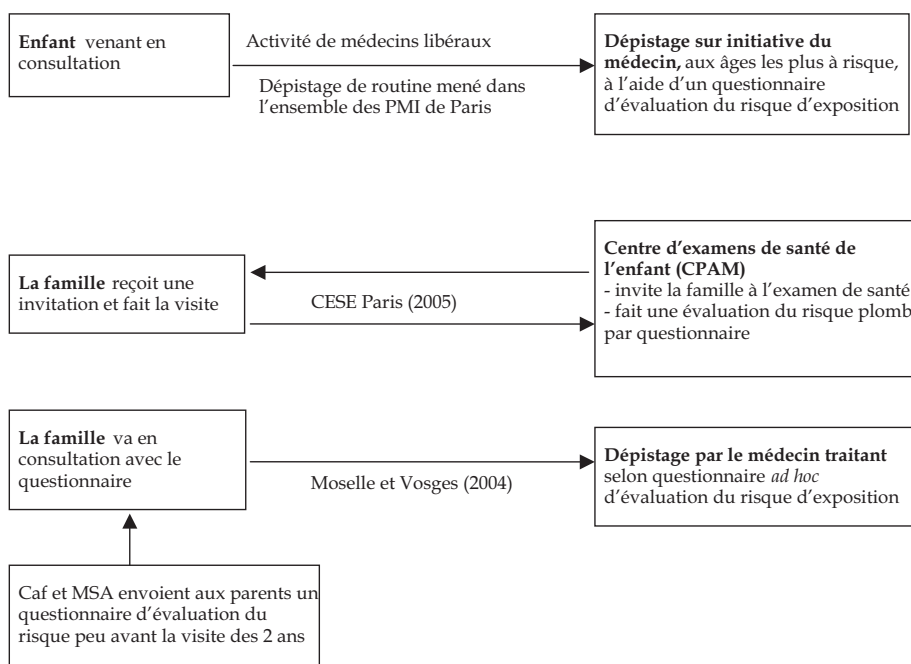 Enfant venant en
consultation
Activité de médecins libéraux
Dépistage de routine mené dans
l'ensemble des PMI de Paris
Dépistage sur initiative du
médecin, aux âges les plus à risque,
à l'aide d'un questionnaire
d'évaluation du risque d'exposition
La famille reçoit une
invitation et fait la visite
CESE Paris (2005)
Centre d'examens de santé de
l'enfant (CPAM)
- invite la famille à l'examen de santé
- fait une évaluation du risque plomb
par questionnaire
La famille va en
consultation avec le
questionnaire
Moselle et Vosges (2004)
Dépistage par le médecin traitant
selon questionnaire ad hoc
d'évaluation du risque d'exposition
Caf et MSA envoient aux parents un
questionnaire d'évaluation du
risque peu avant la visite des 2 ans